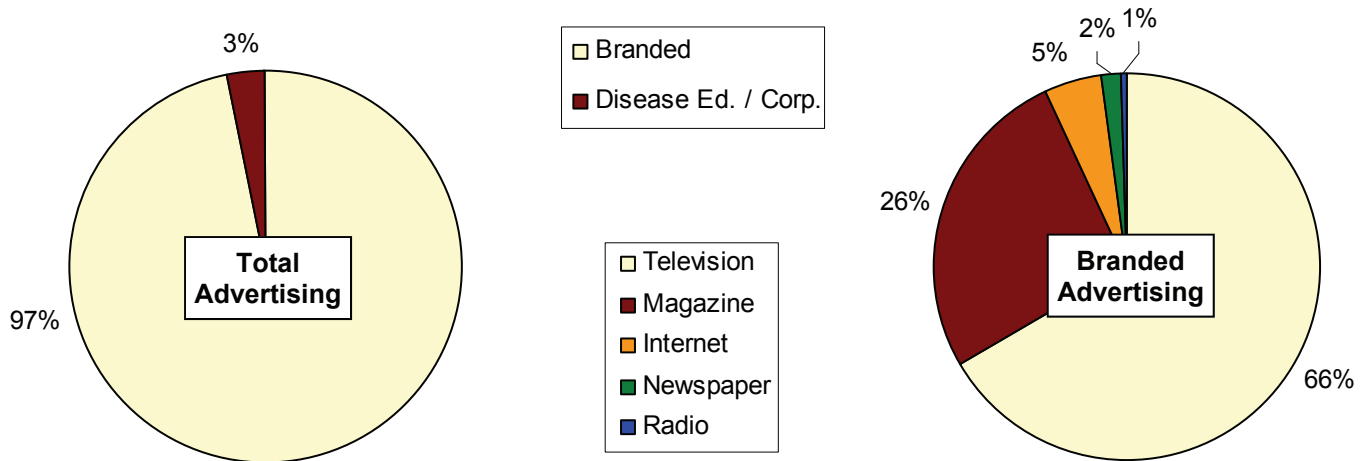 3%
97%
Total
Advertising
Branded
Disease Ed. / Corp.
Television
Magazine
Internet
Newspaper
Radio
1%
2%
5%
26%
66%
Branded
Advertising